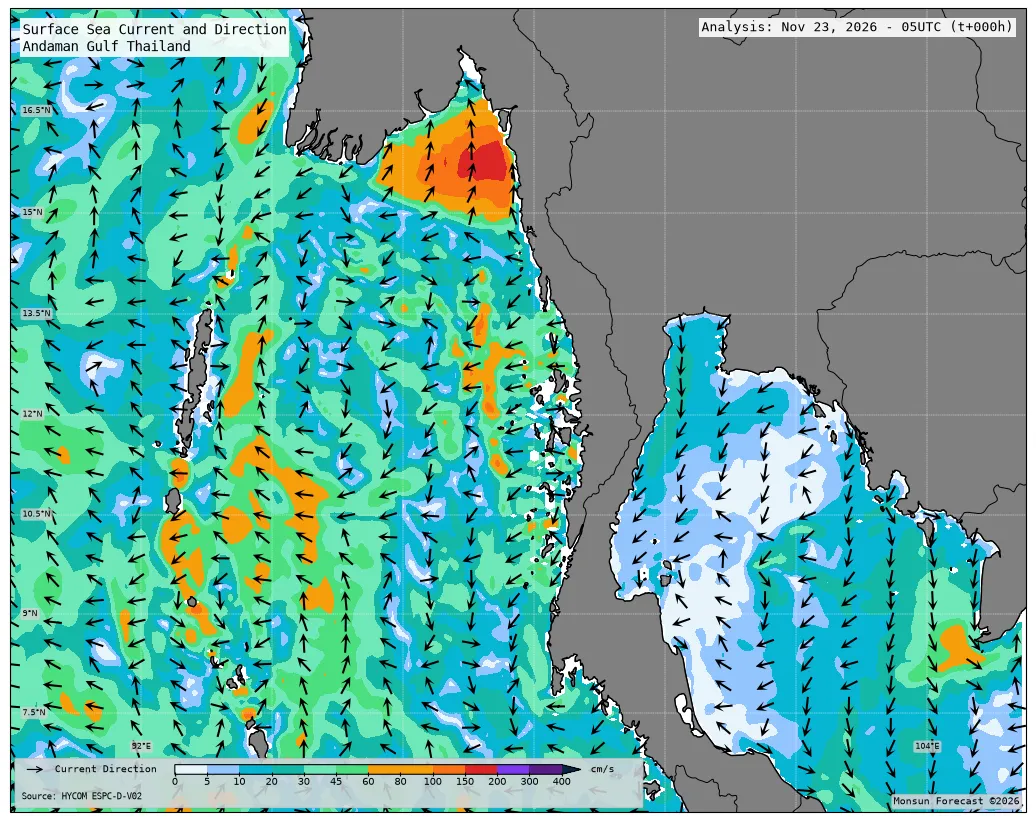 Surface Sea Current and Direction
Andaman Gulf Thailand
Analysis: Nov 23, 2026 - 05UTC (t+000h)
16.5°N
15°N
13.5°N
12°N
10.5°N
9°N
7.5°N
92°E
104°E
Current Direction
0 5 10 20 30 45 60 80 100 150 200 300 400 cm/s
Source: HYCOM ESPC-D-V02
Monsun Forecast ©2026